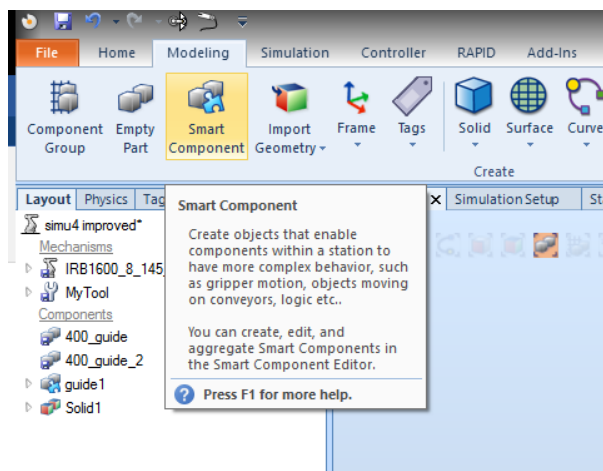 File Home Modeling Simulation Controller RAPID Add-Ins
Component Empty Smart Import Frame Tags Solid Surface Curve
Group Part Component Geometry
Create
Layout Physics Tag Simulation Setup St
Smart Component
simu4 improved*
Create objects that enable
Mechanisms
components within a station to
IRB1600_8_145_
have more complex behavior, such
as gripper motion, objects moving
MyTool
on conveyors, logic etc..
Components
400_guide
You can create, edit, and
400_guide_2
aggregate Smart Components in
the Smart Component Editor.
guide1
Press F1 for more help.
Solid1